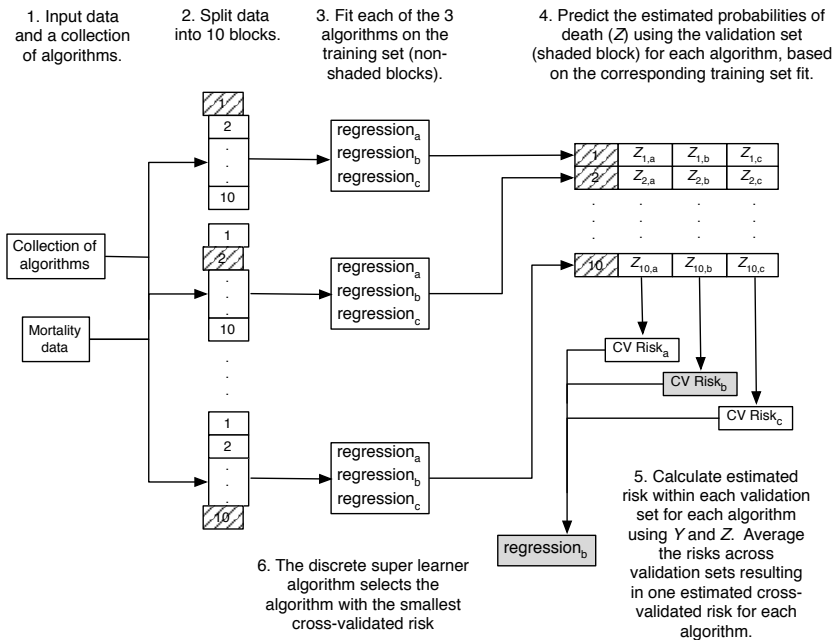 1. Input data
and a collection
of algorithms.
2. Split data
into 10 blocks.
3. Fit each of the 3
algorithms on the
training set (non-
shaded blocks).
4. Predict the estimated probabilities of
death (Z) using the validation set
(shaded block) for each algorithm, based
on the corresponding training set fit.
Collection of
algorithms
Mortality
data
1
2
.
.
.
10
1
2
.
.
.
10
.
.
.
1
2
.
.
.
10
regression_a
regression_b
regression_c
regression_a
regression_b
regression_c
regression_a
regression_b
regression_c
1 Z_1,a Z_1,b Z_1,c
2 Z_2,a Z_2,b Z_2,c
. . . .
. . . .
. . . .
10 Z_10,a Z_10,b Z_10,c
CV Risk_a
CV Risk_b
CV Risk_c
regression_b
5. Calculate estimated
risk within each validation
set for each algorithm
using Y and Z. Average
the risks across
validation sets resulting
in one estimated cross-
validated risk for each
algorithm.
6. The discrete super learner
algorithm selects the
algorithm with the smallest
cross-validated risk